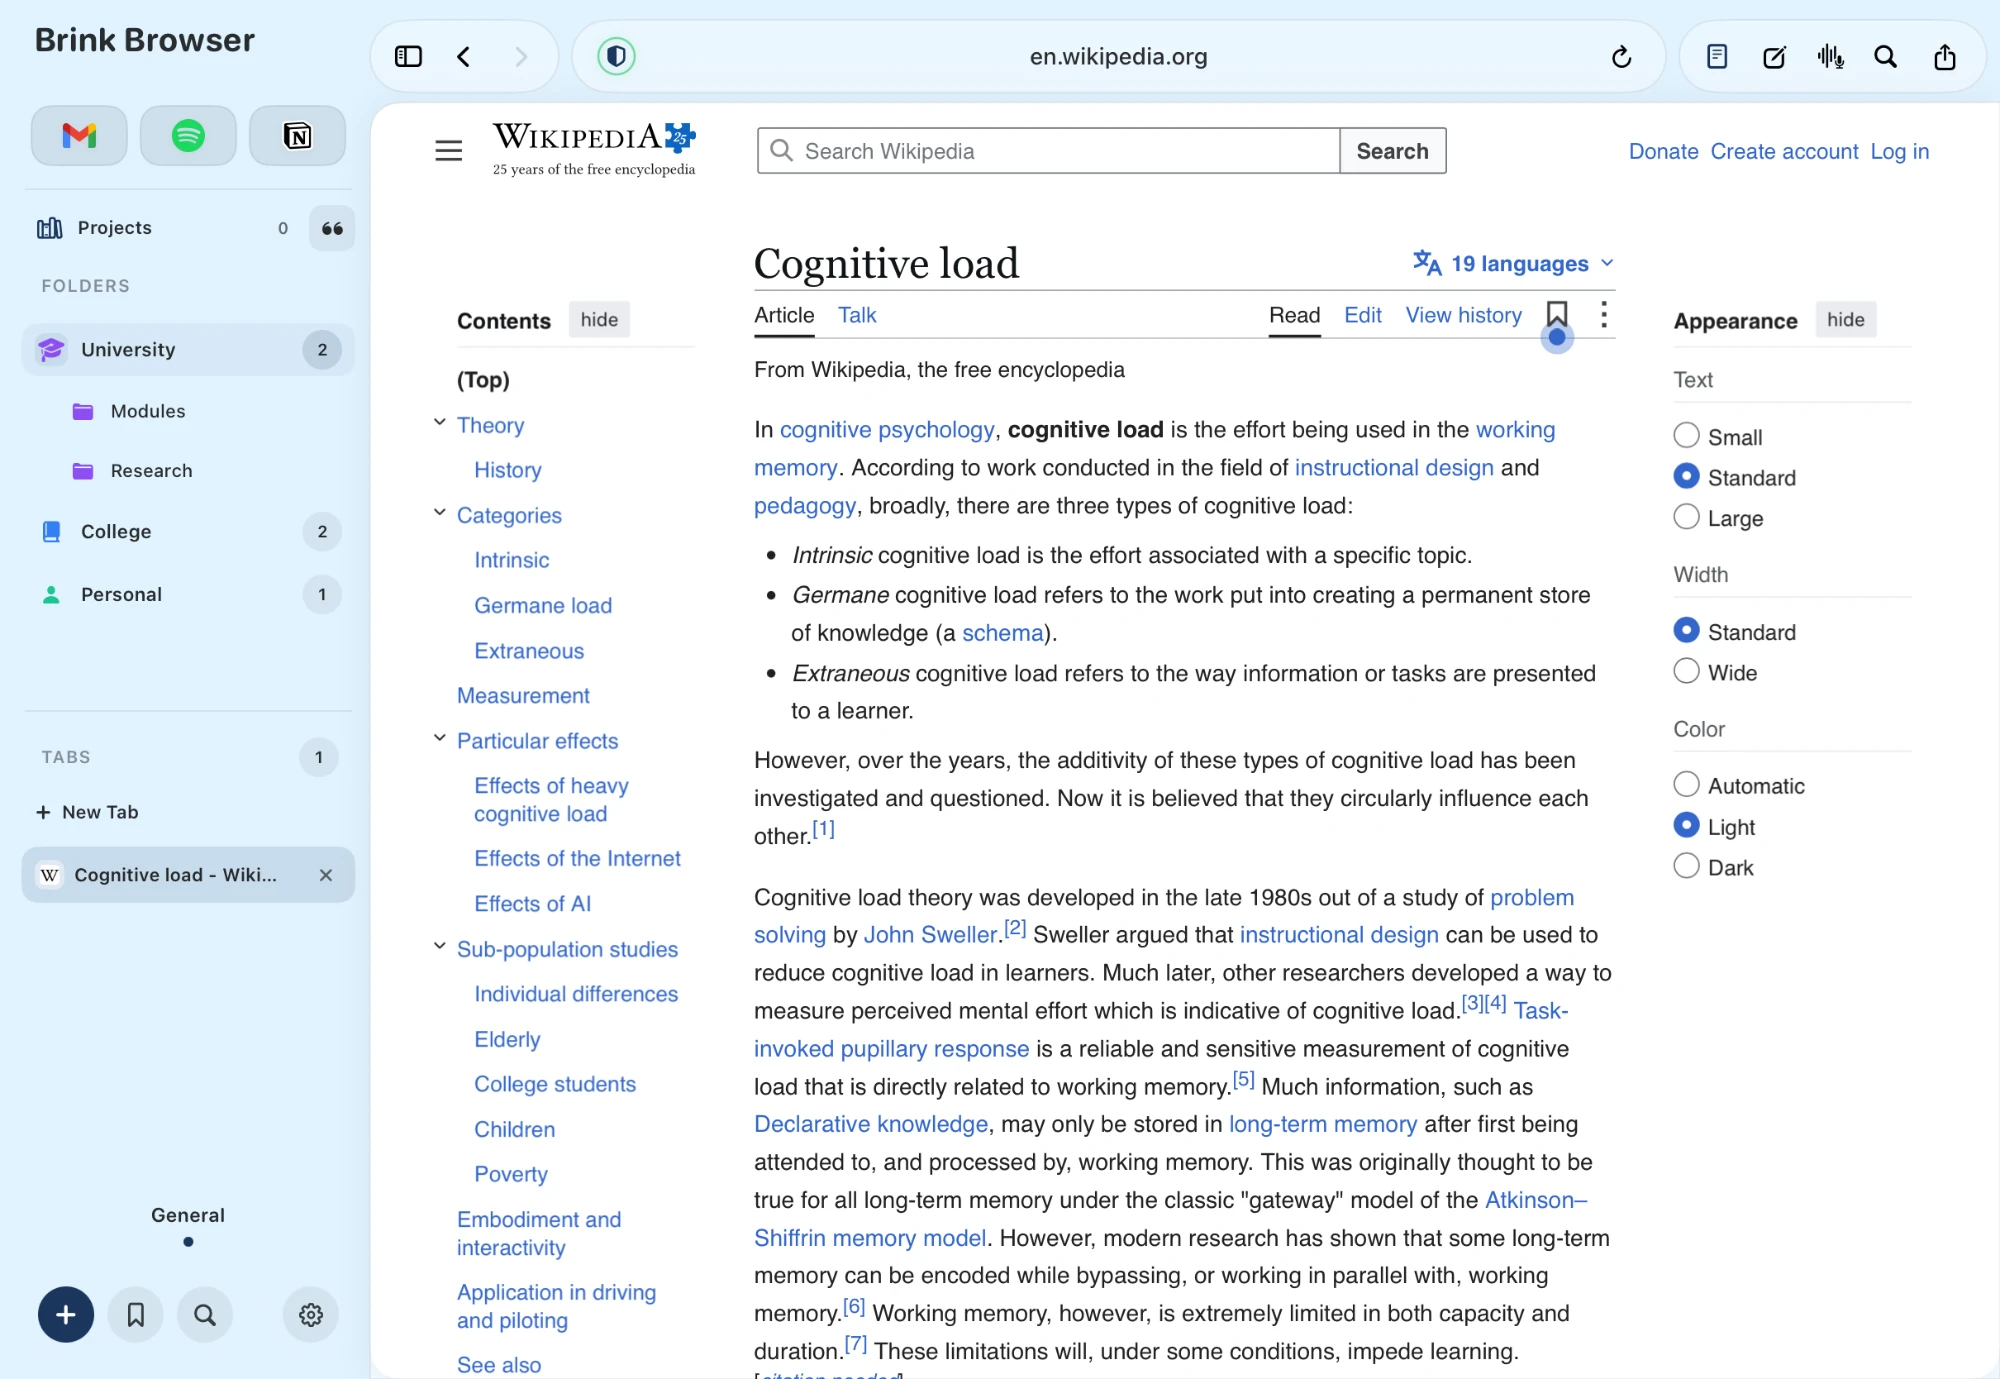 Brink Browser
en.wikipedia.org
Projects 0
FOLDERS
University 2
Modules
Research
College 2
Personal 1
TABS 1
+ New Tab
W Cognitive load - Wiki...
General
WIKIPEDIA 25
25 years of the free encyclopedia
Search Wikipedia Search
Donate Create account Log in
Contents hide
(Top)
Theory
History
Categories
Intrinsic
Germane load
Extraneous
Measurement
Particular effects
Effects of heavy
cognitive load
Effects of the Internet
Effects of AI
Sub-population studies
Individual differences
Elderly
College students
Children
Poverty
Embodiment and
interactivity
Application in driving
and piloting
See also
Cognitive load
19 languages
Article Talk Read Edit View history
From Wikipedia, the free encyclopedia
In cognitive psychology, cognitive load is the effort being used in the working
memory. According to work conducted in the field of instructional design and
pedagogy, broadly, there are three types of cognitive load:
• Intrinsic cognitive load is the effort associated with a specific topic.
• Germane cognitive load refers to the work put into creating a permanent store
of knowledge (a schema).
• Extraneous cognitive load refers to the way information or tasks are presented
to a learner.
However, over the years, the additivity of these types of cognitive load has been
investigated and questioned. Now it is believed that they circularly influence each
other.[1]
Cognitive load theory was developed in the late 1980s out of a study of problem
solving by John Sweller.[2] Sweller argued that instructional design can be used to
reduce cognitive load in learners. Much later, other researchers developed a way to
measure perceived mental effort which is indicative of cognitive load.[3][4] Task-
invoked pupillary response is a reliable and sensitive measurement of cognitive
load that is directly related to working memory.[5] Much information, such as
Declarative knowledge, may only be stored in long-term memory after first being
attended to, and processed by, working memory. This was originally thought to be
true for all long-term memory under the classic "gateway" model of the Atkinson–
Shiffrin memory model. However, modern research has shown that some long-term
memory can be encoded while bypassing, or working in parallel with, working
memory.[6] Working memory, however, is extremely limited in both capacity and
duration.[7] These limitations will, under some conditions, impede learning.
[citation needed]
Appearance hide
Text
Small
Standard
Large
Width
Standard
Wide
Color
Automatic
Light
Dark